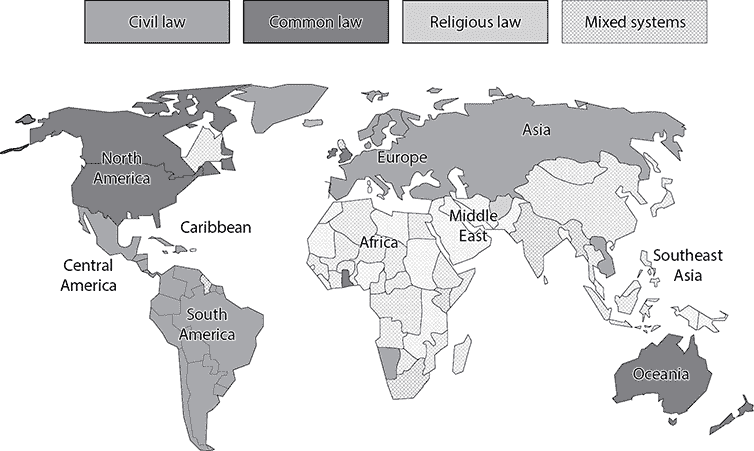 Civil law
Common law
Religious law
Mixed systems
Asia
North
America
Europe
Middle
East
Caribbean
Africa
Central
America
Southeast
Asia
South
America
Oceania